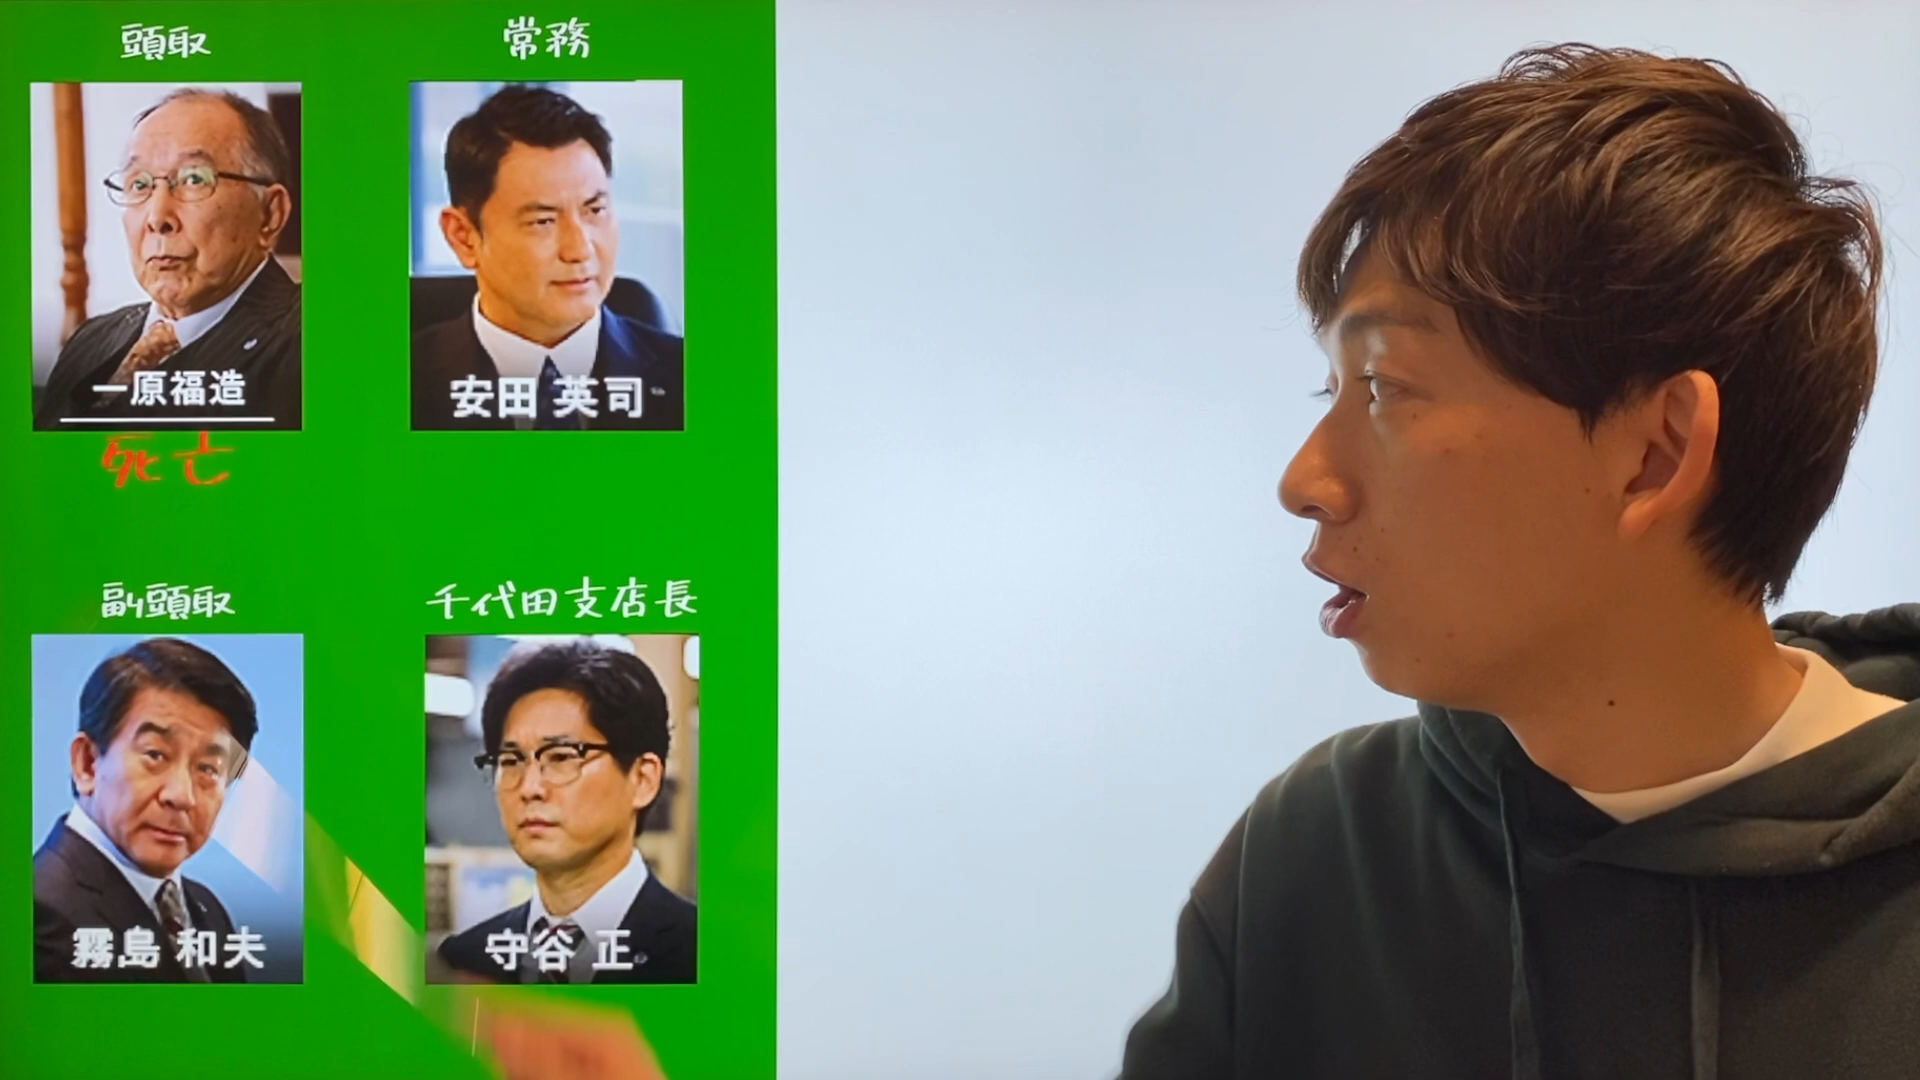 頭取
常務
一原福造
安田 英司
死亡
副頭取
千代田支店長
霧島 和夫
守谷 正